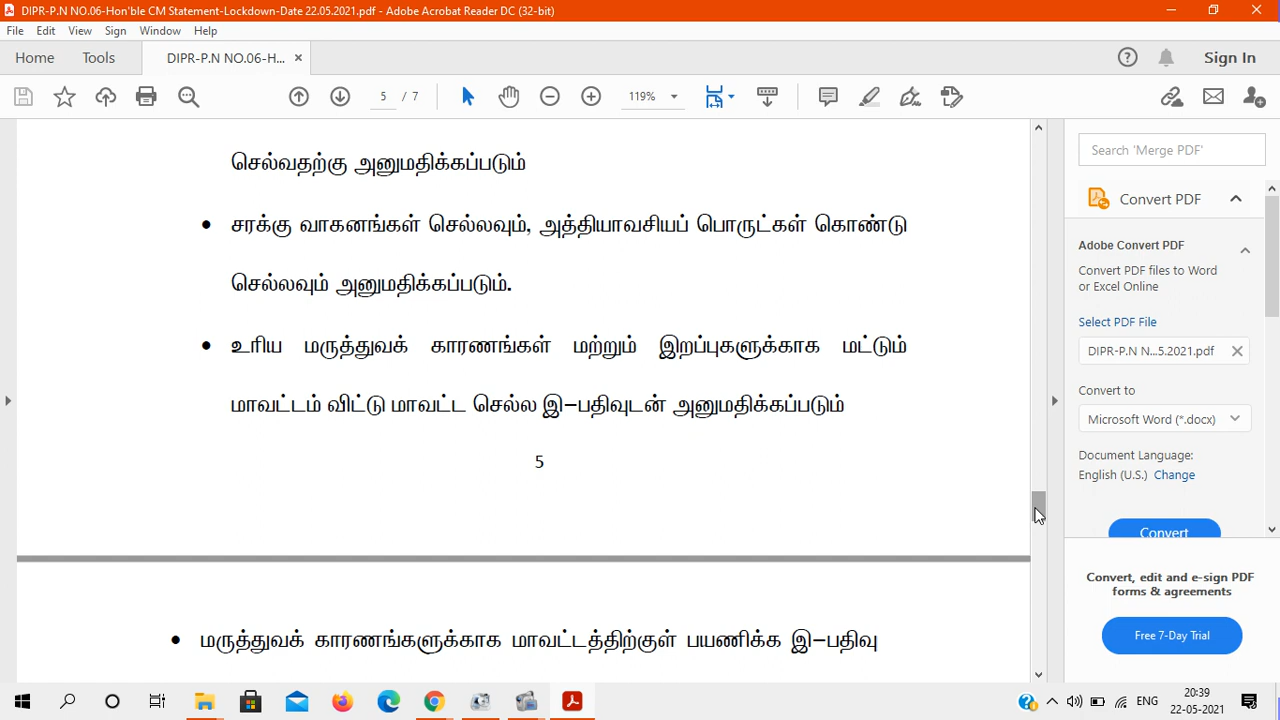 DIPR-P.N NO.06-Hon'ble CM Statement-Lockdown-Date 22.05.2021.pdf - Adobe Acrobat Reader DC (32-bit)
File Edit View Sign Window Help
Home Tools DIPR-P.N NO.06-H... × Sign In
5 / 7 119%
செல்வதற்கு அனுமதிக்கப்படும்
• சரக்கு வாகனங்கள் செல்லவும், அத்தியாவசியப் பொருட்கள் கொண்டு
செல்லவும் அனுமதிக்கப்படும்.
• உரிய மருத்துவக் காரணங்கள் மற்றும் இறப்புகளுக்காக மட்டும்
மாவட்டம் விட்டு மாவட்ட செல்ல இ-பதிவுடன் அனுமதிக்கப்படும்
5
• மருத்துவக் காரணங்களுக்காக மாவட்டத்திற்குள் பயணிக்க இ-பதிவு
Search 'Merge PDF'
Convert PDF
Adobe Convert PDF
Convert PDF files to Word
or Excel Online
Select PDF File
DIPR-P.N N...5.2021.pdf
Convert to
Microsoft Word (*.docx)
Document Language:
English (U.S.) Change
Convert
Convert, edit and e-sign PDF
forms & agreements
Free 7-Day Trial
ENG
20:39
22-05-2021